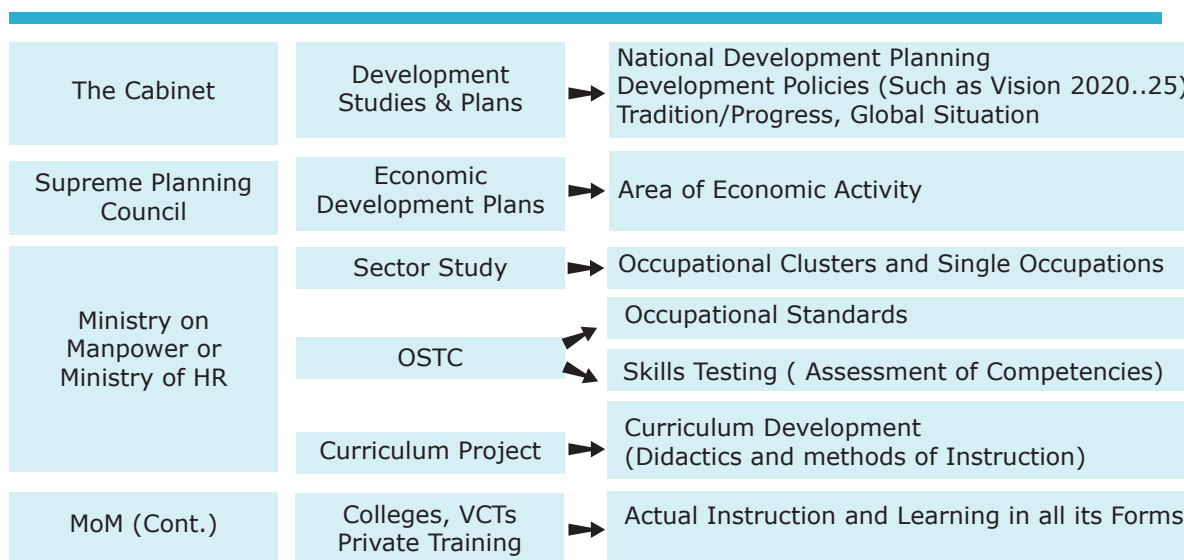 The Cabinet
Development
Studies & Plans
National Development Planning
Development Policies (Such as Vision 2020..25)
Tradition/Progress, Global Situation
Supreme Planning
Council
Economic
Development Plans
Area of Economic Activity
Ministry on
Manpower or
Ministry of HR
Sector Study
Occupational Clusters and Single Occupations
OSTC
Occupational Standards
Skills Testing ( Assessment of Competencies)
Curriculum Project
Curriculum Development
(Didactics and methods of Instruction)
MoM (Cont.)
Colleges, VCTs
Private Training
Actual Instruction and Learning in all its Forms